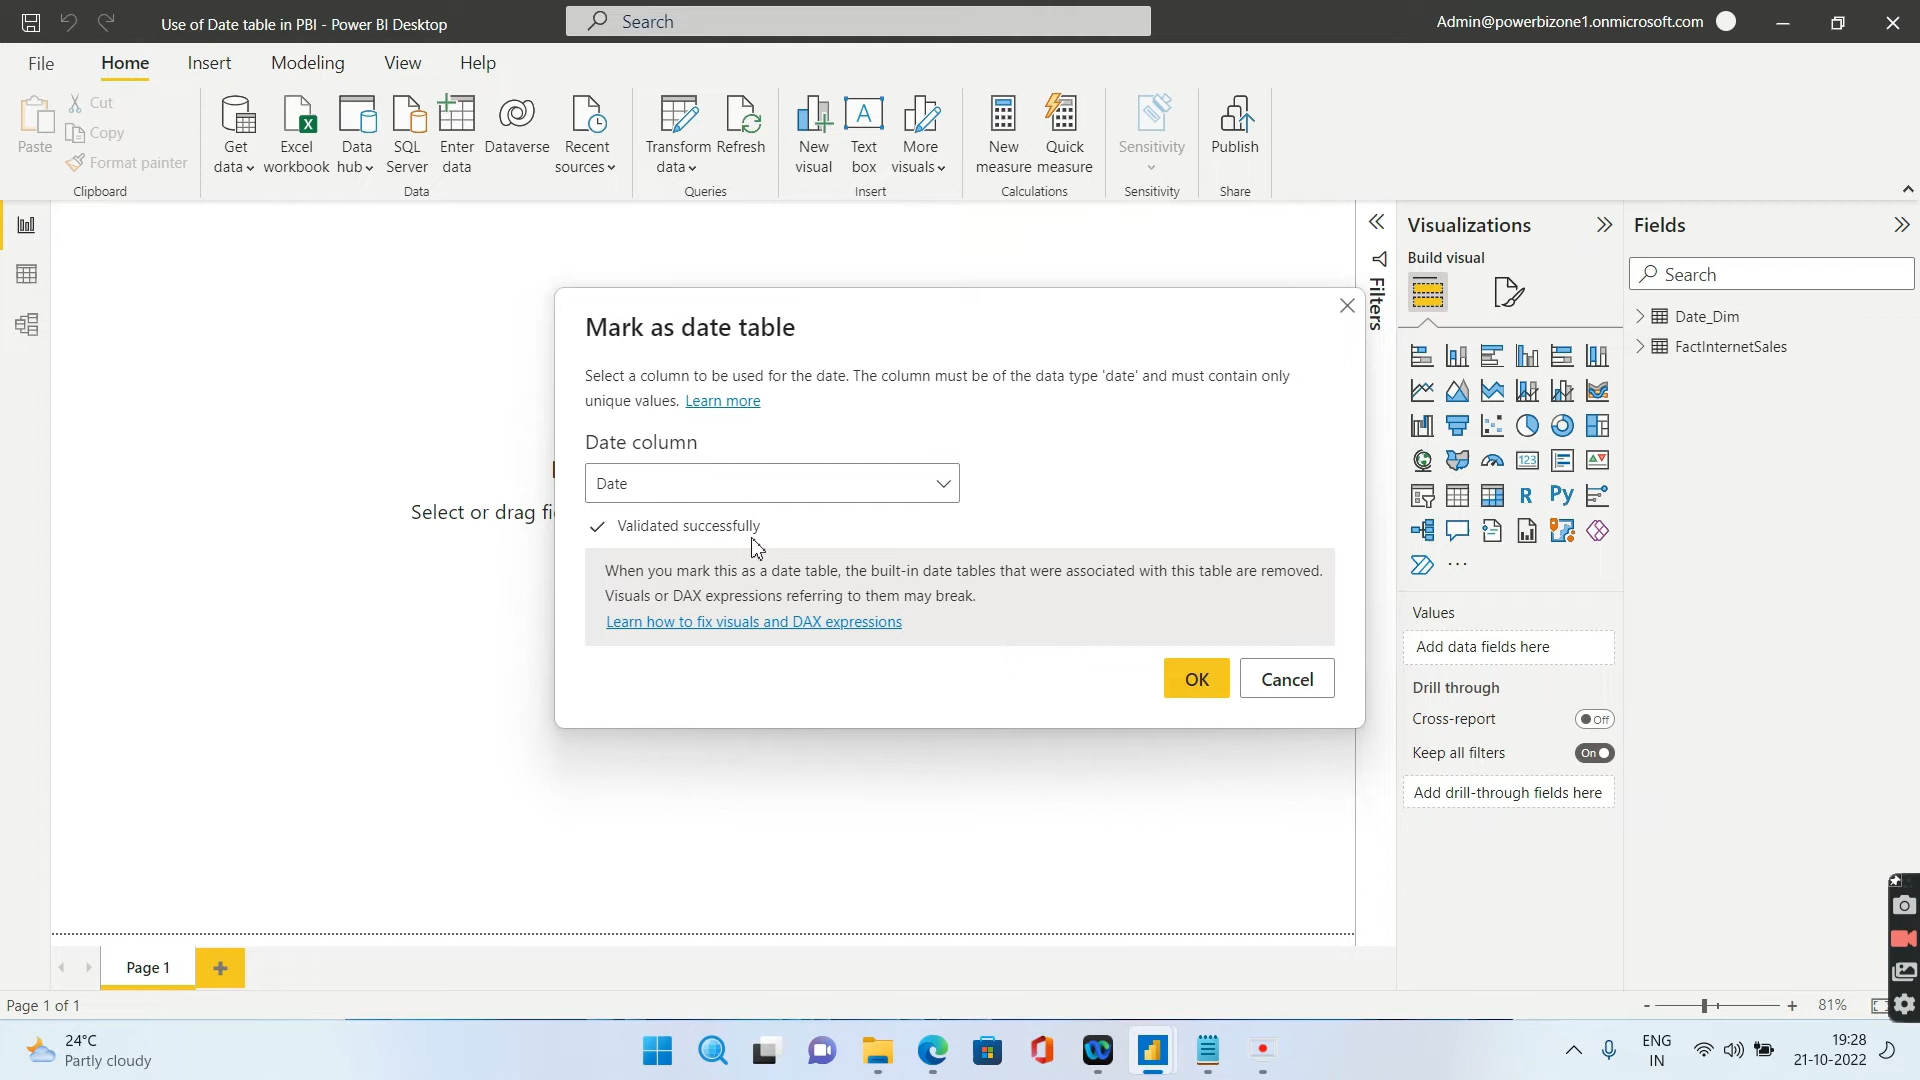 Use of Date table in PBI - Power BI Desktop
Search
Admin@powerbizone1.onmicrosoft.com
File
Home
Insert
Modeling
View
Help
Paste
Cut
Copy
Format painter
Clipboard
Get data
Excel workbook
Data hub
SQL Server
Enter data
Dataverse
Recent sources
Data
Transform data
Refresh
Queries
New visual
Text box
More visuals
Insert
New measure
Quick measure
Calculations
Sensitivity
Sensitivity
Publish
Share
Select or drag fi
Mark as date table
Select a column to be used for the date. The column must be of the data type 'date' and must contain only
unique values. Learn more
Date column
Date
Validated successfully
When you mark this as a date table, the built-in date tables that were associated with this table are removed.
Visuals or DAX expressions referring to them may break.
Learn how to fix visuals and DAX expressions
OK
Cancel
Filters
Visualizations
Build visual
123
R
Py
Values
Add data fields here
Drill through
Cross-report
Off
Keep all filters
On
Add drill-through fields here
Fields
Search
Date_Dim
FactInternetSales
Page 1
Page 1 of 1
81%
24°C
Partly cloudy
ENG
IN
19:28
21-10-2022